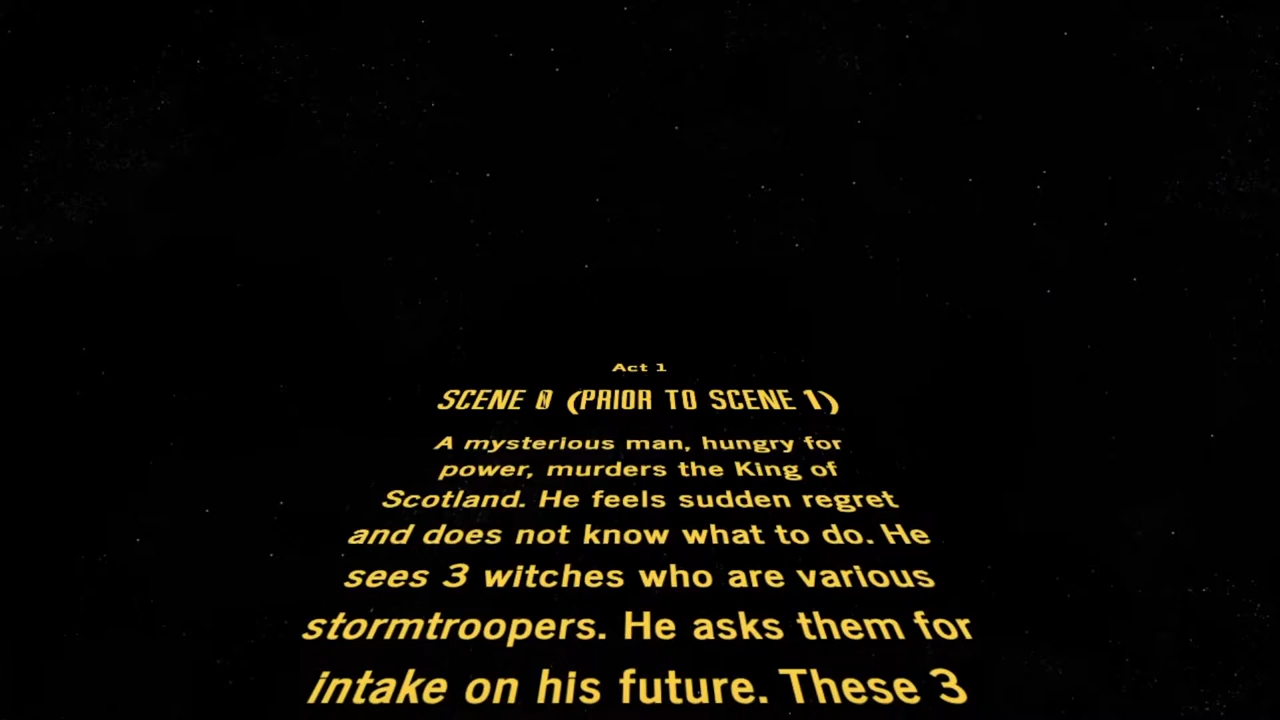 Act 1
SCENE 0 (PRIOR TO SCENE 1)
A mysterious man, hungry for
power, murders the King of
Scotland. He feels sudden regret
and does not know what to do. He
sees 3 witches who are various
stormtroopers. He asks them for
intake on his future. These 3